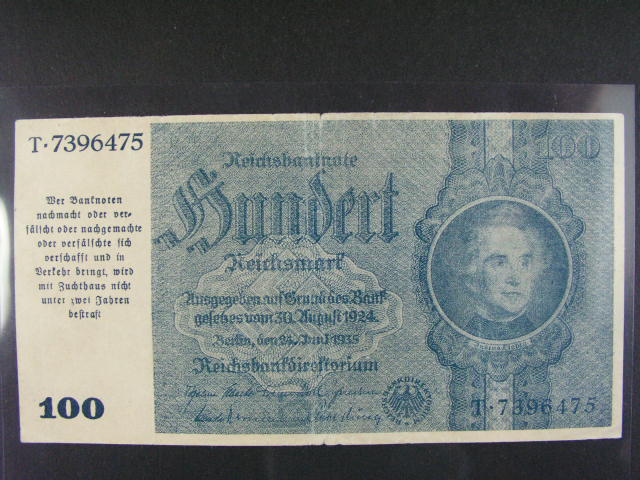 T·7396475
Wer Banknoten
nachmacht oder ver-
fälscht oder nachgemachte
oder verfälschte sich
verschafft und in
Verkehr bringt, wird
mit Zuchthaus nicht
unter zwei Jahren
bestraft
100
100
Reichsbanknote
Hundert
Reichsmark
Ausgegeben auf Grund des Bank-
gesetzes vom 30. August 1924
Berlin, den 24. Juni 1935
Reichsbankdirektorium
T·7396475